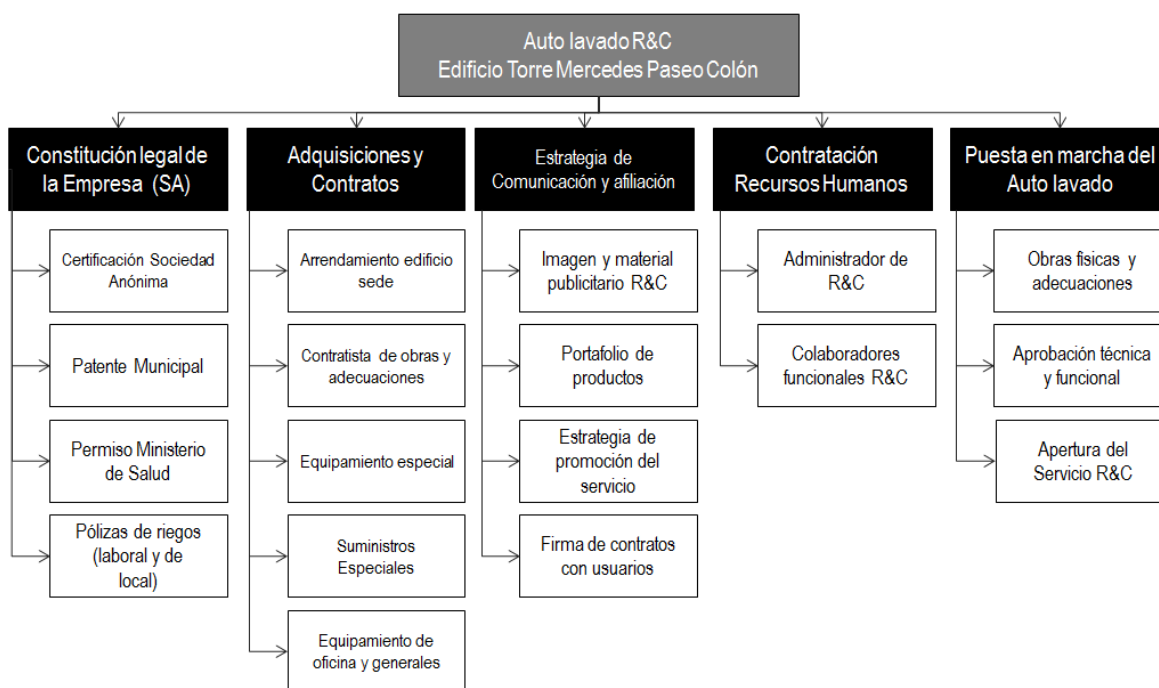 Auto lavado R&C
Edificio Torre Mercedes Paseo Colón
Constitución legal de
la Empresa (SA)
Certificación Sociedad
Anónima
Patente Municipal
Permiso Ministerio
de Salud
Pólizas de riegos
(laboral y de
local)
Adquisiciones y
Contratos
Arrendamiento edificio
sede
Contratista de obras y
adecuaciones
Equipamiento especial
Suministros
Especiales
Equipamiento de
oficina y generales
Estrategia de
Comunicación y afiliación
Imagen y material
publicitario R&C
Portafolio de
productos
Estrategia de
promoción del
servicio
Firma de contratos
con usuarios
Contratación
Recursos Humanos
Administrador de
R&C
Colaboradores
funcionales R&C
Puesta en marcha del
Auto lavado
Obras físicas y
adecuaciones
Aprobación técnica
y funcional
Apertura del
Servicio R&C